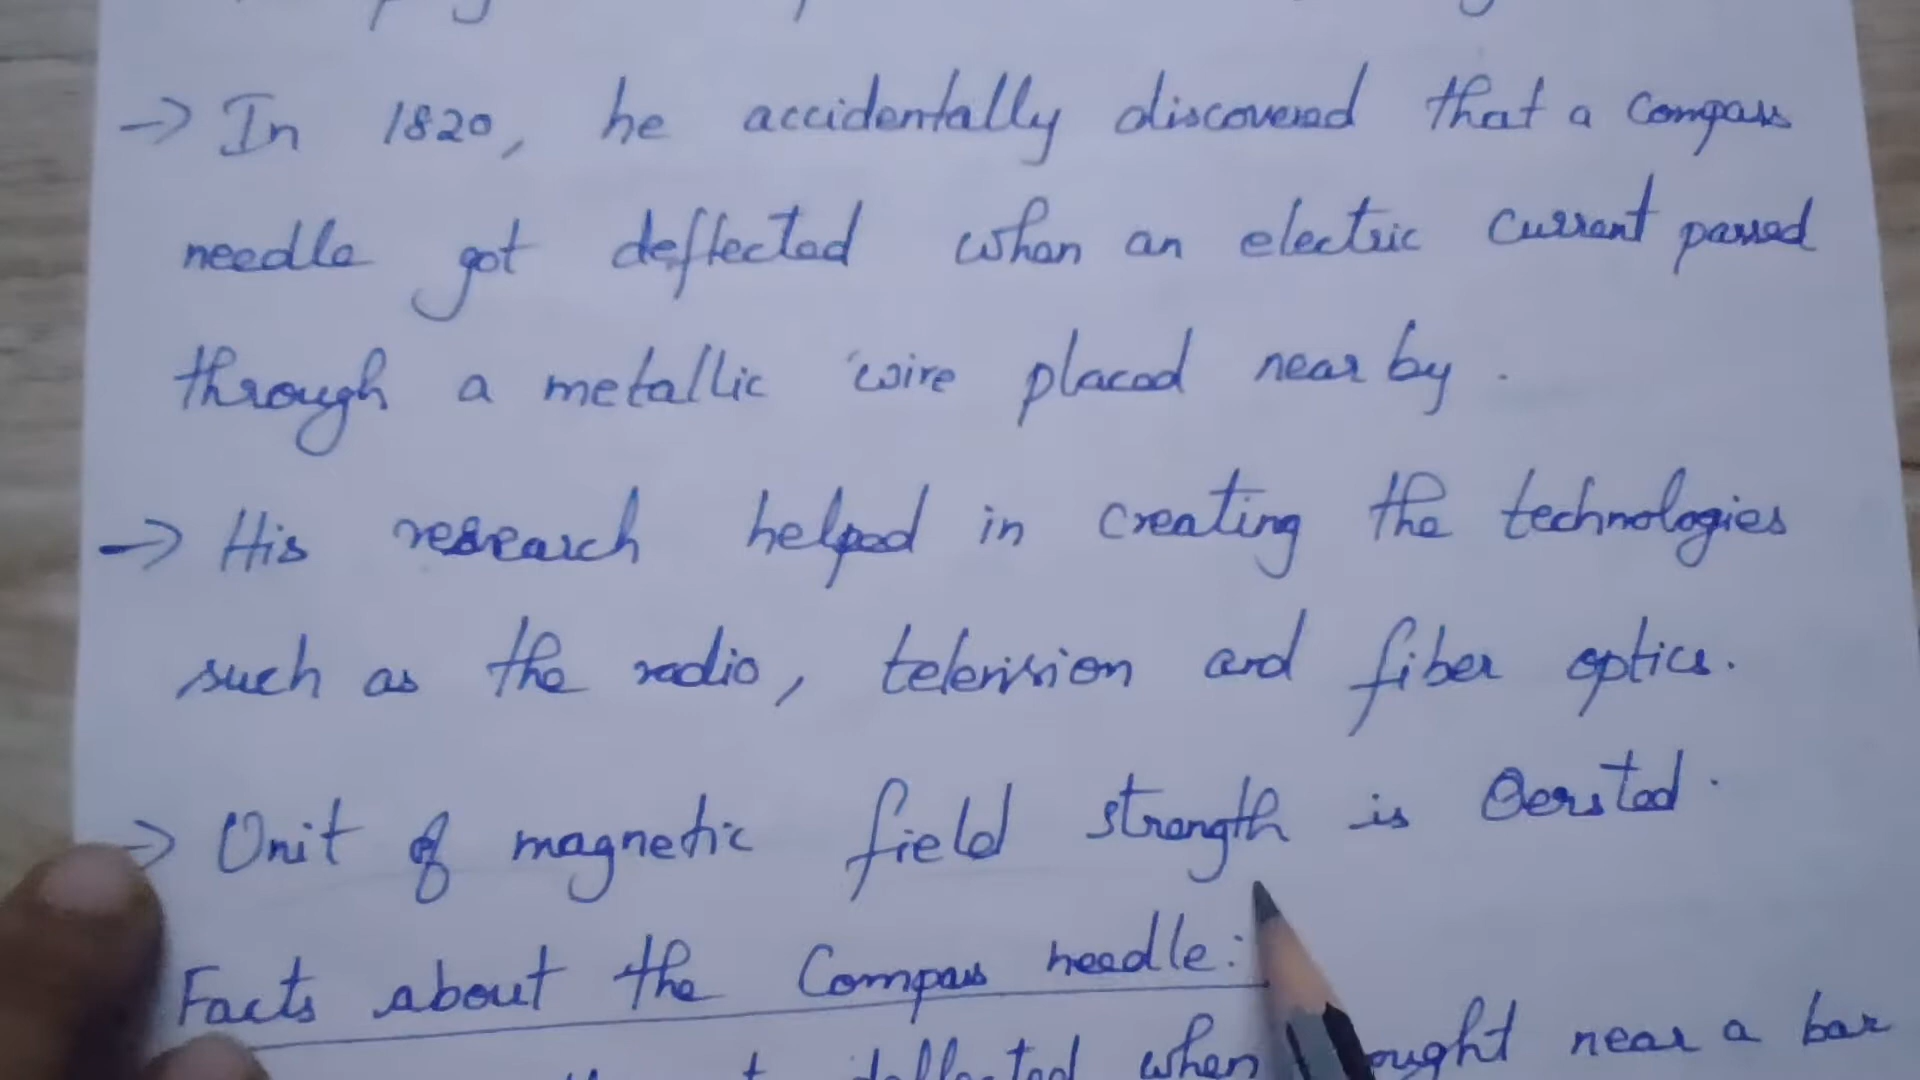 → In 1820, he accidentally discovered that a compass
needle got deflected when an electric current passed
through a metallic wire placed near by.
→ His research helped in creating the technologies
such as the radio, television and fiber optics.
→ Unit of magnetic field strength is Oersted.
Facts about the Compass needle:
when near a bar